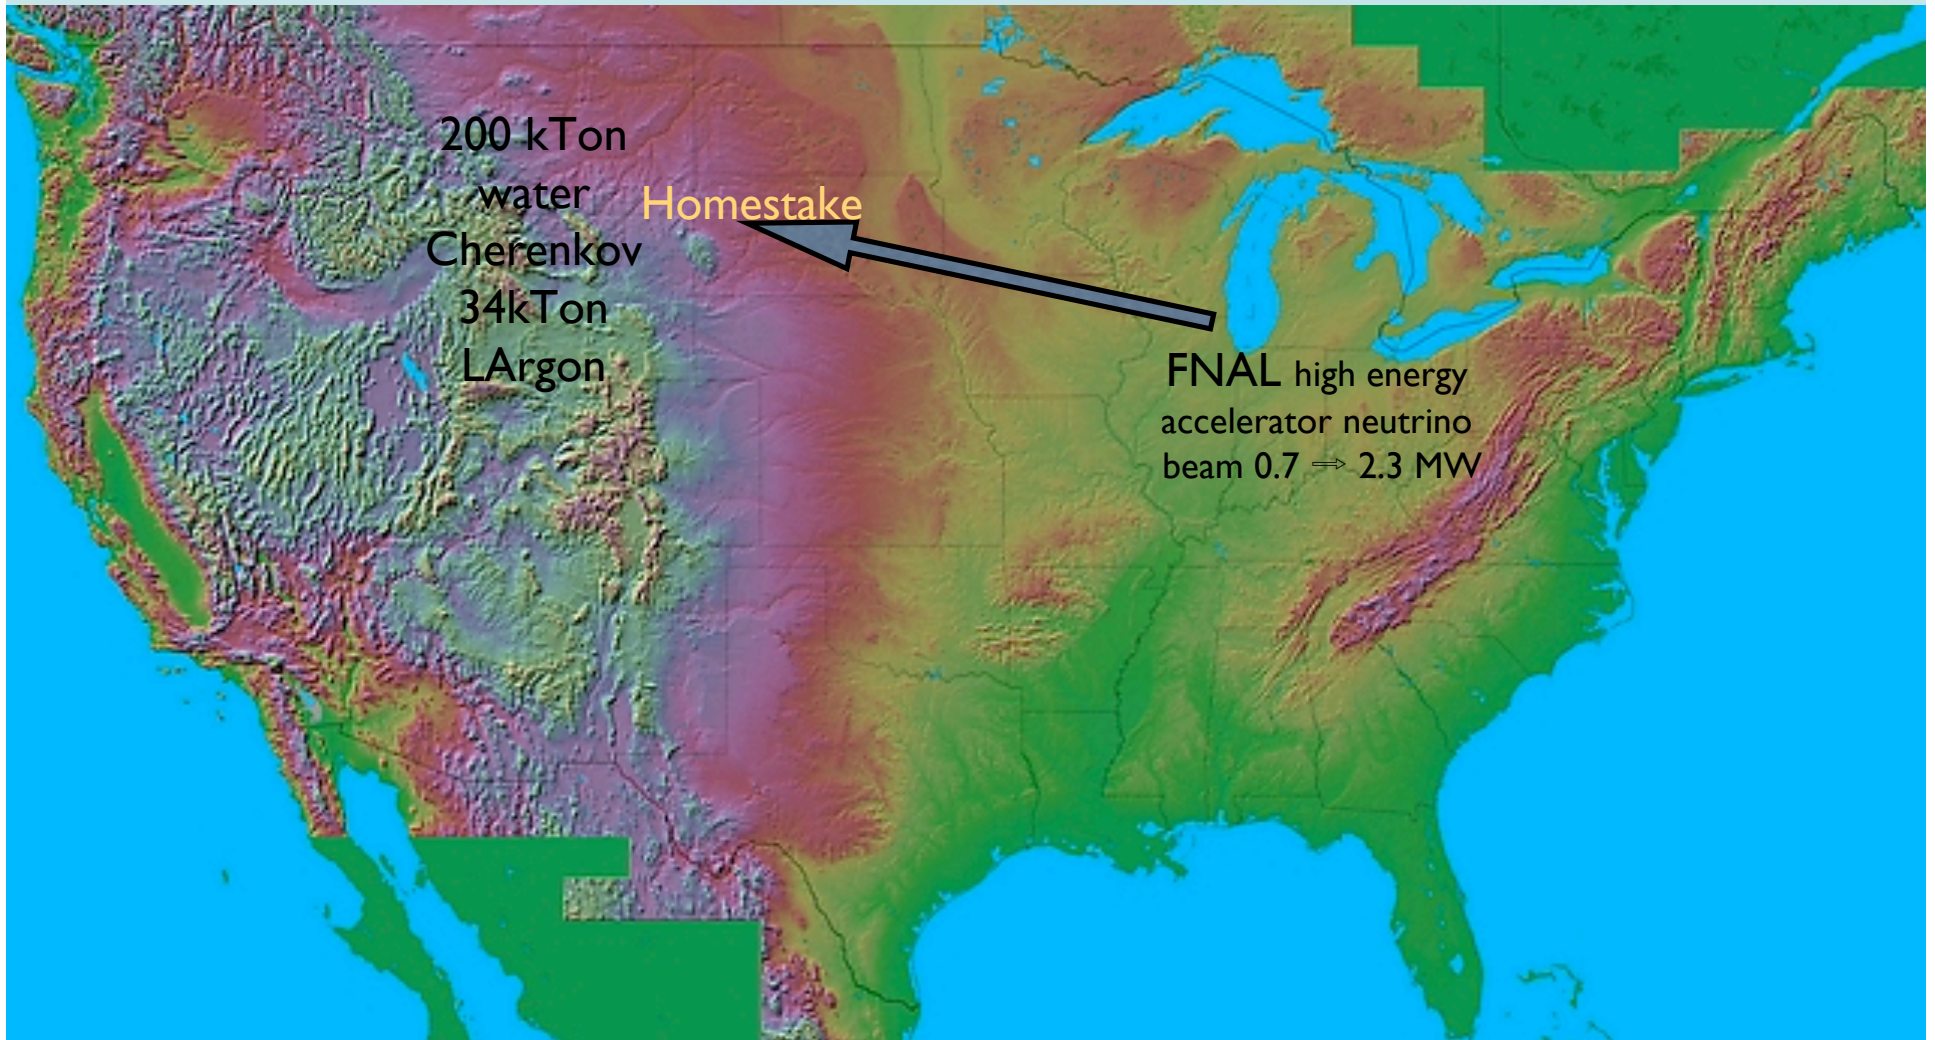 200 kTon
water
Cherenkov
34kTon
LArgon
Homestake
FNAL high energy
accelerator neutrino
beam 0.7 ⇒ 2.3 MW